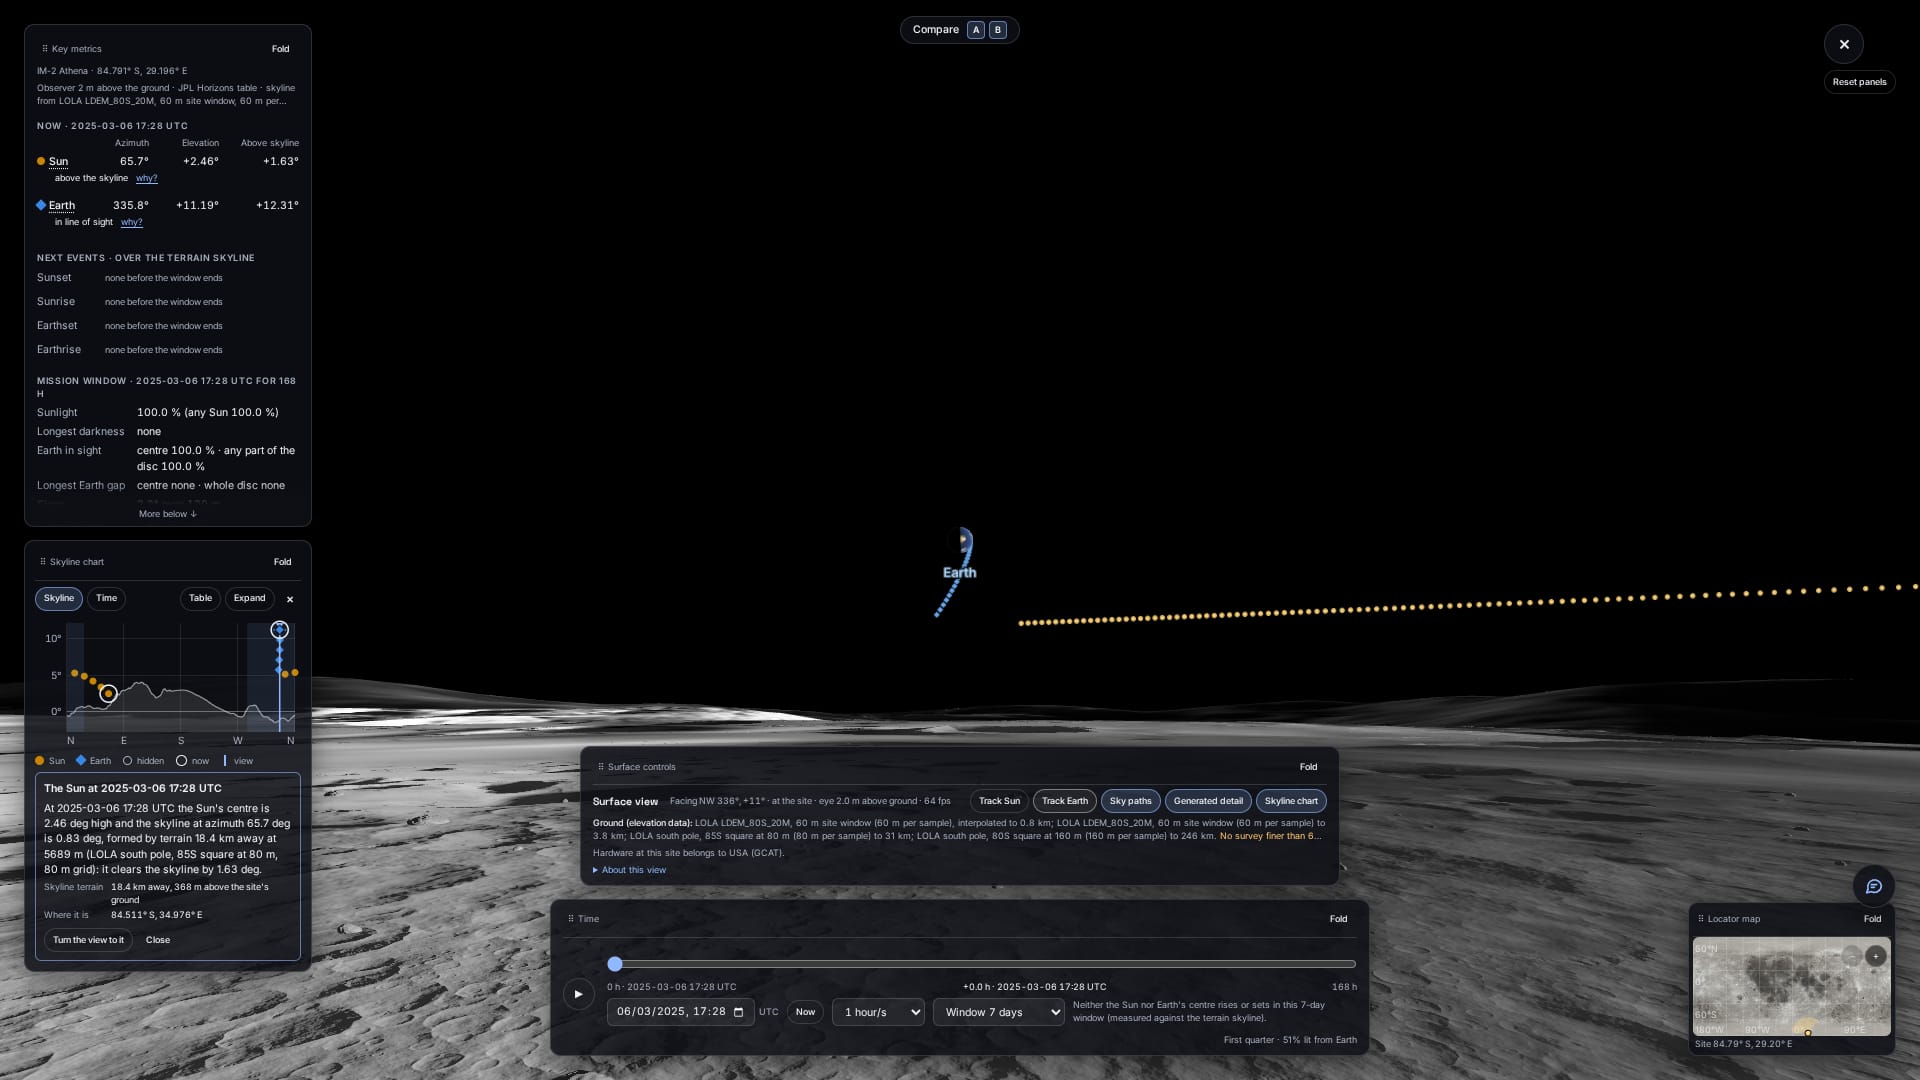 Compare A B
Reset panels
Key metrics Fold
IM-2 Athena · 84.791° S, 29.196° E
Observer 2 m above the ground · JPL Horizons table · skyline
from LOLA LDEM_80S_20M, 60 m site window, 60 m per…
NOW · 2025-03-06 17:28 UTC
Azimuth Elevation Above skyline
Sun 65.7° +2.46° +1.63°
above the skyline why?
Earth 335.8° +11.19° +12.31°
in line of sight why?
NEXT EVENTS · OVER THE TERRAIN SKYLINE
Sunset none before the window ends
Sunrise none before the window ends
Earthset none before the window ends
Earthrise none before the window ends
MISSION WINDOW · 2025-03-06 17:28 UTC FOR 168
H
Sunlight 100.0 % (any Sun 100.0 %)
Longest darkness none
Earth in sight centre 100.0 % · any part of the
disc 100.0 %
Longest Earth gap centre none · whole disc none
More below ↓
Skyline chart Fold
Skyline Time Table Expand ×
10°
5°
0°
N E S W N
Sun Earth hidden now view
The Sun at 2025-03-06 17:28 UTC
At 2025-03-06 17:28 UTC the Sun's centre is
2.46 deg high and the skyline at azimuth 65.7 deg
is 0.83 deg, formed by terrain 18.4 km away at
5689 m (LOLA south pole, 85S square at 80 m,
80 m grid): it clears the skyline by 1.63 deg.
Skyline terrain 18.4 km away, 368 m above the site's
ground
Where it is 84.511° S, 34.976° E
Turn the view to it Close
Earth
Surface controls Fold
Surface view Facing NW 336°, +11° · at the site · eye 2.0 m above ground · 64 fps Track Sun Track Earth Sky paths Generated detail Skyline chart
Ground (elevation data): LOLA LDEM_80S_20M, 60 m site window (60 m per sample), interpolated to 0.8 km; LOLA LDEM_80S_20M, 60 m site window (60 m per sample) to
3.8 km; LOLA south pole, 85S square at 80 m (80 m per sample) to 31 km; LOLA south pole, 80S square at 160 m (160 m per sample) to 246 km. No survey finer than 6…
Hardware at this site belongs to USA (GCAT).
About this view
Time Fold
0 h · 2025-03-06 17:28 UTC +0.0 h · 2025-03-06 17:28 UTC 168 h
06/03/2025, 17:28 UTC Now 1 hour/s Window 7 days
Neither the Sun nor Earth's centre rises or sets in this 7-day
window (measured against the terrain skyline).
First quarter · 51% lit from Earth
Locator map Fold
60°N
0°
60°S
180°W 90°W 90°E
Site 84.79° S, 29.20° E